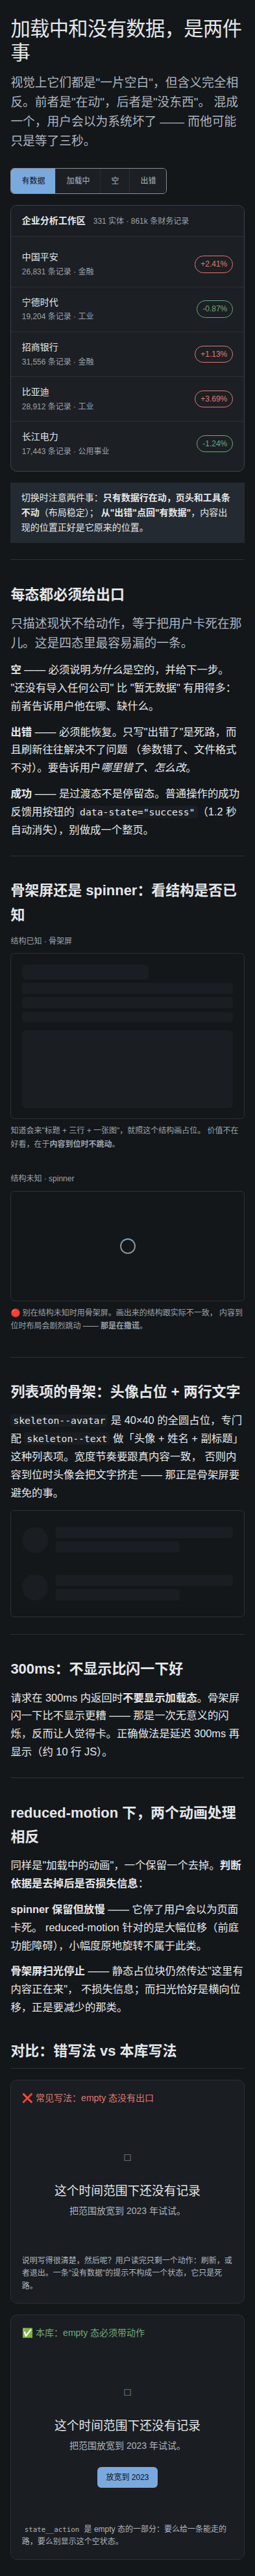 加载中和没有数据，是两件
事
视觉上它们都是"一片空白"，但含义完全相
反。前者是"在动"，后者是"没东西"。 混成
一个，用户会以为系统坏了 —— 而他可能
只是等了三秒。
有数据 加载中 空 出错
企业分析工作区 331 实体 · 861k 条财务记录
中国平安
26,831 条记录 · 金融
+2.41%
宁德时代
19,204 条记录 · 工业
-0.87%
招商银行
31,556 条记录 · 金融
+1.13%
比亚迪
28,912 条记录 · 工业
+3.69%
长江电力
17,443 条记录 · 公用事业
-1.24%
切换时注意两件事：只有数据行在动，页头和工具条
不动（布局稳定）； 从"出错"点回"有数据"，内容出
现的位置正好是它原来的位置。
每态都必须给出口
只描述现状不给动作，等于把用户卡死在那
儿。这是四态里最容易漏的一条。
空 —— 必须说明为什么是空的，并给下一步。
"还没有导入任何公司" 比 "暂无数据" 有用得多：
前者告诉用户他在哪、缺什么。
出错 —— 必须能恢复。只写"出错了"是死路，而
且刷新往往解决不了问题 （参数错了、文件格式
不对）。要告诉用户哪里错了、怎么改。
成功 —— 是过渡态不是停留态。普通操作的成功
反馈用按钮的 data-state="success"（1.2 秒
自动消失），别做成一个整页。
骨架屏还是 spinner：看结构是否已
知
结构已知 · 骨架屏
知道会来"标题 + 三行 + 一张图"，就照这个结构画占位。 价值不在
好看，在于内容到位时不跳动。
结构未知 · spinner
🔴 别在结构未知时用骨架屏。画出来的结构跟实际不一致， 内容到
位时布局会剧烈跳动 —— 那是在撒谎。
列表项的骨架：头像占位 + 两行文字
skeleton--avatar 是 40×40 的全圆占位，专门
配 skeleton--text 做「头像 + 姓名 + 副标题」
这种列表项。宽度节奏要跟真内容一致， 否则内
容到位时头像会把文字挤走 —— 那正是骨架屏要
避免的事。
300ms：不显示比闪一下好
请求在 300ms 内返回时不要显示加载态。骨架屏
闪一下比不显示更糟 —— 那是一次无意义的闪
烁，反而让人觉得卡。正确做法是延迟 300ms 再
显示（约 10 行 JS）。
reduced-motion 下，两个动画处理
相反
同样是"加载中的动画"，一个保留一个去掉。判断
依据是去掉后是否损失信息：
spinner 保留但放慢 —— 它停了用户会以为页面
卡死。 reduced-motion 针对的是大幅位移（前庭
功能障碍），小幅度原地旋转不属于此类。
骨架屏扫光停止 —— 静态占位块仍然传达"这里有
内容正在来"， 不损失信息；而扫光恰好是横向位
移，正是要减少的那类。
对比：错写法 vs 本库写法
❌ 常见写法：empty 态没有出口
这个时间范围下还没有记录
把范围放宽到 2023 年试试。
说明写得很清楚，然后呢？用户读完只剩一个动作：刷新，或
者退出。一条"没有数据"的提示不构成一个状态，它只是死
路。
✅ 本库：empty 态必须带动作
这个时间范围下还没有记录
把范围放宽到 2023 年试试。
放宽到 2023
state__action 是 empty 态的一部分：要么给一条能走的
路，要么别显示这个空状态。